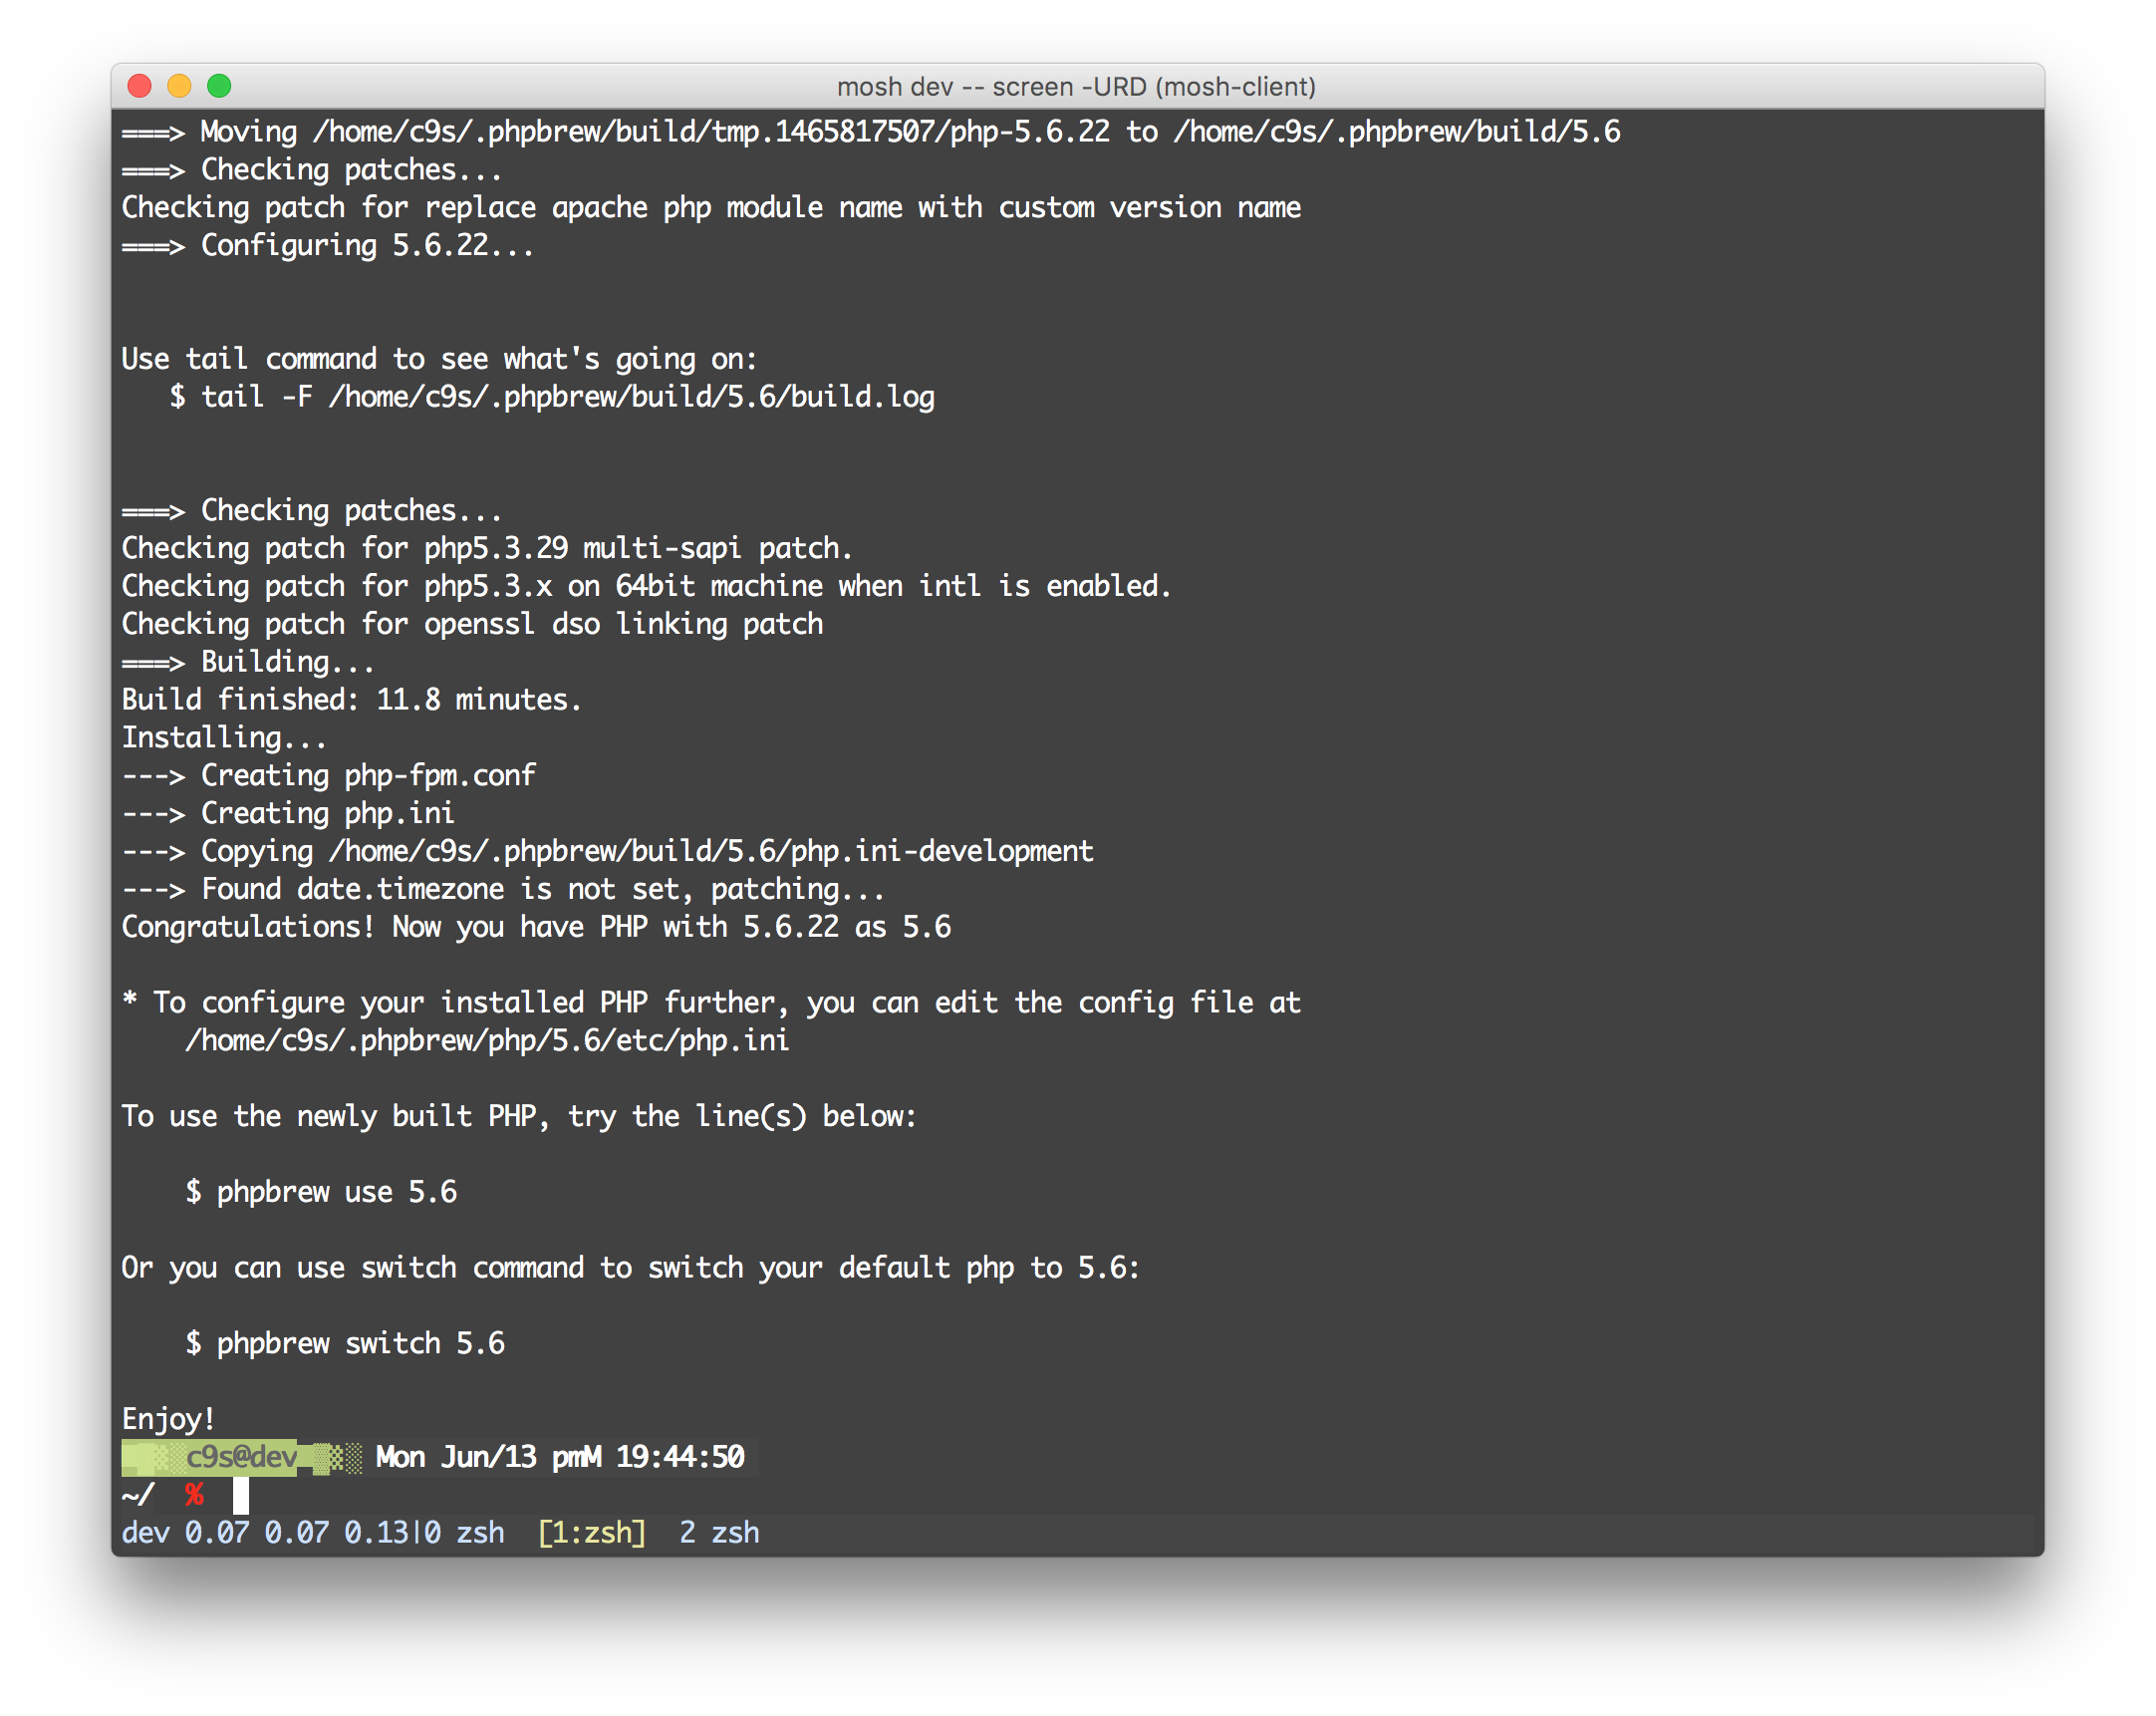 mosh dev -- screen -URD (mosh-client)
===> Moving /home/c9s/.phpbrew/build/tmp.1465817507/php-5.6.22 to /home/c9s/.phpbrew/build/5.6
===> Checking patches...
Checking patch for replace apache php module name with custom version name
===> Configuring 5.6.22...
Use tail command to see what's going on:
$ tail -F /home/c9s/.phpbrew/build/5.6/build.log
===> Checking patches...
Checking patch for php5.3.29 multi-sapi patch.
Checking patch for php5.3.x on 64bit machine when intl is enabled.
Checking patch for openssl dso linking patch
===> Building...
Build finished: 11.8 minutes.
Installing...
---> Creating php-fpm.conf
---> Creating php.ini
---> Copying /home/c9s/.phpbrew/build/5.6/php.ini-development
---> Found date.timezone is not set, patching...
Congratulations! Now you have PHP with 5.6.22 as 5.6
* To configure your installed PHP further, you can edit the config file at
/home/c9s/.phpbrew/php/5.6/etc/php.ini
To use the newly built PHP, try the line(s) below:
$ phpbrew use 5.6
Or you can use switch command to switch your default php to 5.6:
$ phpbrew switch 5.6
Enjoy!
c9s@dev Mon Jun/13 pmM 19:44:50
~/ %
dev 0.07 0.07 0.13|0 zsh [1:zsh] 2 zsh